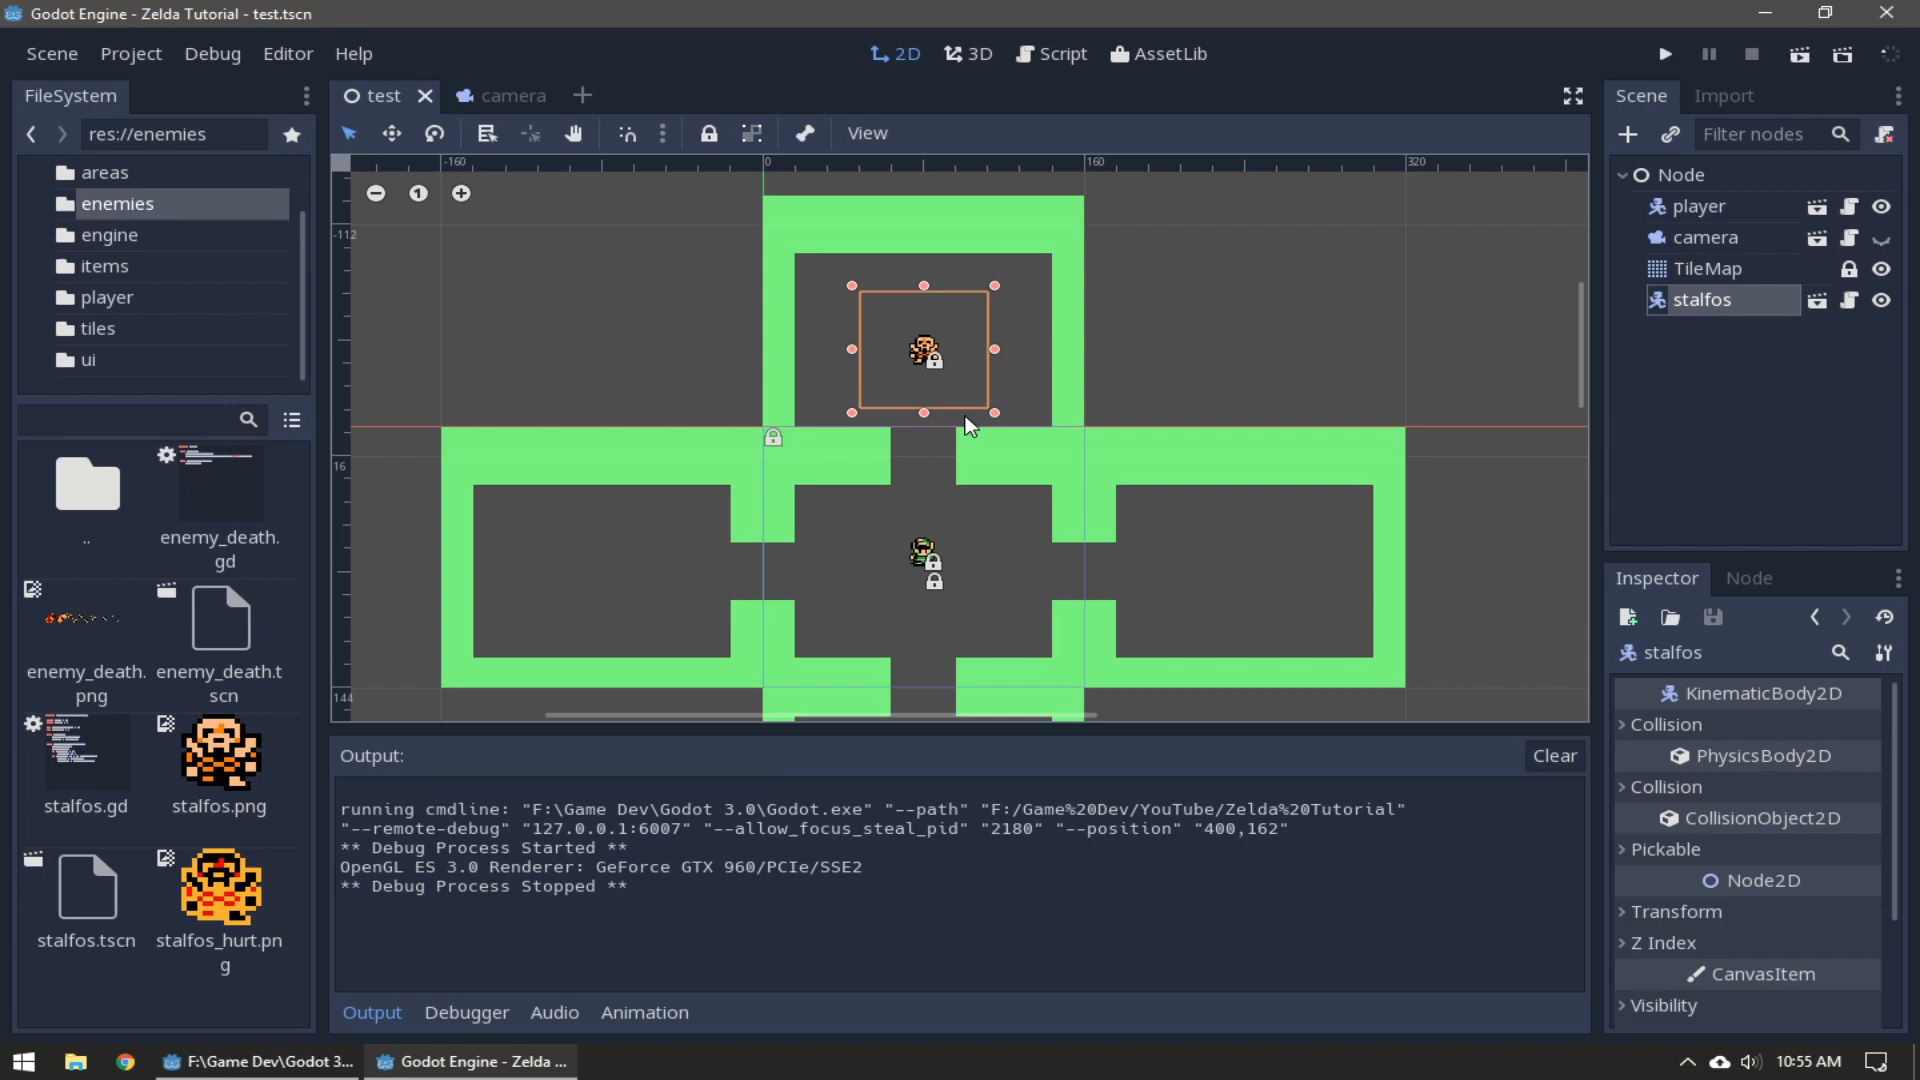 Godot Engine - Zelda Tutorial - test.tscn
Scene Project Debug Editor Help
2D 3D Script AssetLib
FileSystem
res://enemies
areas
enemies
engine
items
player
tiles
ui
..
enemy_death.
gd
enemy_death.
png
enemy_death.t
scn
stalfos.gd
stalfos.png
stalfos.tscn
stalfos_hurt.pn
g
test camera
View
-160 0 160 320
-112
16
144
1
Output:
Clear
running cmdline: "F:\Game Dev\Godot 3.0\Godot.exe" "--path" "F:/Game%20Dev/YouTube/Zelda%20Tutorial"
"--remote-debug" "127.0.0.1:6007" "--allow_focus_steal_pid" "2180" "--position" "400,162"
** Debug Process Started **
OpenGL ES 3.0 Renderer: GeForce GTX 960/PCIe/SSE2
** Debug Process Stopped **
Output Debugger Audio Animation
Scene Import
Filter nodes
Node
player
camera
TileMap
stalfos
Inspector Node
stalfos
KinematicBody2D
Collision
PhysicsBody2D
Collision
CollisionObject2D
Pickable
Node2D
Transform
Z Index
CanvasItem
Visibility
F:\Game Dev\Godot 3...
Godot Engine - Zelda ...
10:55 AM